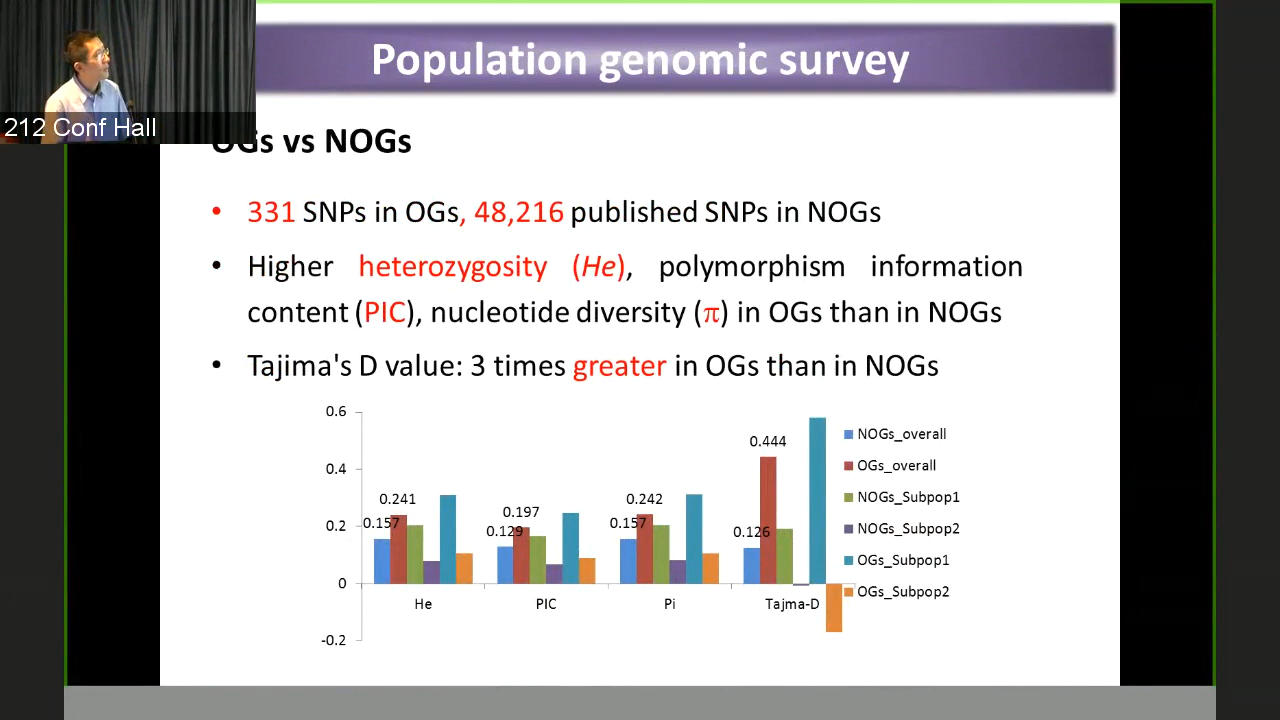 Population genomic survey
212 Conf Hall
OGs vs NOGs
• 331 SNPs in OGs, 48,216 published SNPs in NOGs
• Higher heterozygosity (He), polymorphism information
content (PIC), nucleotide diversity (π) in OGs than in NOGs
• Tajima's D value: 3 times greater in OGs than in NOGs
0.6
0.4
0.2
0
-0.2
0.157
0.241
0.129
0.197
0.157
0.242
0.126
0.444
He
PIC
Pi
Tajma-D
NOGs_overall
OGs_overall
NOGs_Subpop1
NOGs_Subpop2
OGs_Subpop1
OGs_Subpop2